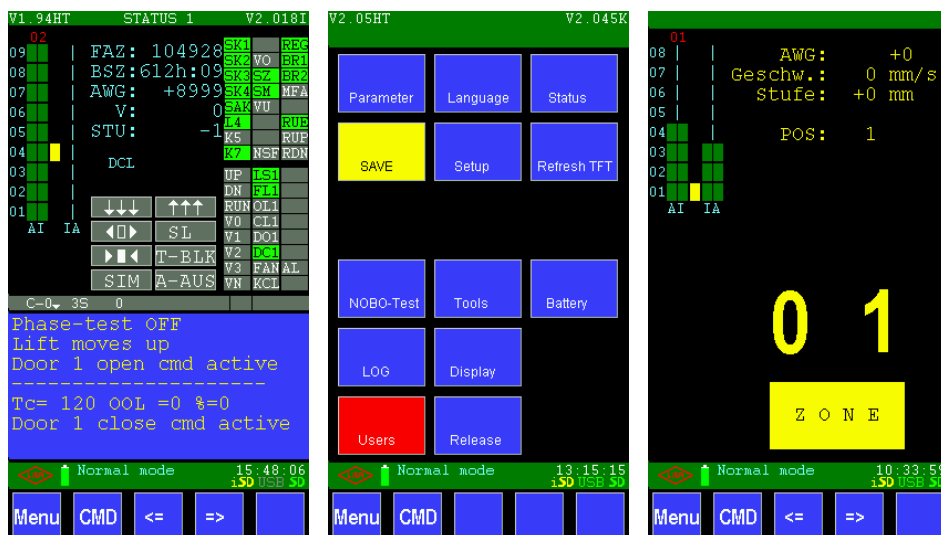 V1.94HT STATUS 1 V2.018I
02
09 FAZ: 104928 SK1 REG
08 BSZ:612h:09 SK2 VO BR1
SK3 SZ BR2
07 AWG: +8999 SK4 SM MFA
06 V: 0 SAK VU
05 STU: -1 L4 RUE
K5 RUP
04 K7 NSF RDN
03 DCL
UP LS1
02 DN FL1
01 ↓↓↓ ↑↑↑ RUN OL1
AI IA SL V0 CL1
V1 DO1
T-BLK V2 DC1
V3 FAN AL
SIM A-AUS VN KCL
C-0 3S 0
Phase-test OFF
Lift moves up
Door 1 open cmd active
----------------------
Tc= 120 OOL =0 %=0
Door 1 close cmd active
Normal mode 15:48:06
iSD USB SD
Menu CMD <= =>
V2.05HT V2.045K
Parameter Language Status
SAVE Setup Refresh TFT
NOBO-Test Tools Battery
LOG Display
Users Release
Normal mode 13:15:15
iSD USB SD
Menu CMD
01
08 AWG: +0
07 Geschw.: 0 mm/s
06 Stufe: +0 mm
05
04 POS: 1
03
02
01
AI IA
0 1
Z O N E
Normal mode 10:33:59
iSD USB SD
Menu CMD <= =>